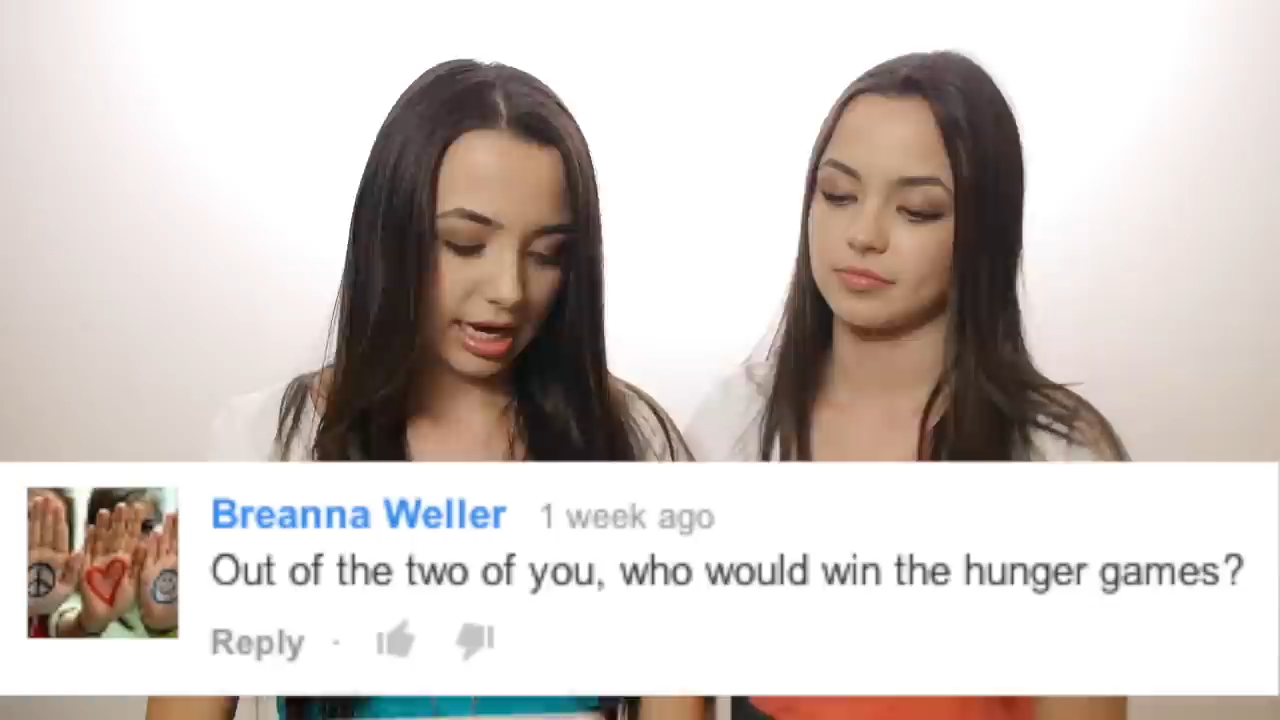 Breanna Weller 1 week ago
Out of the two of you, who would win the hunger games?
Reply